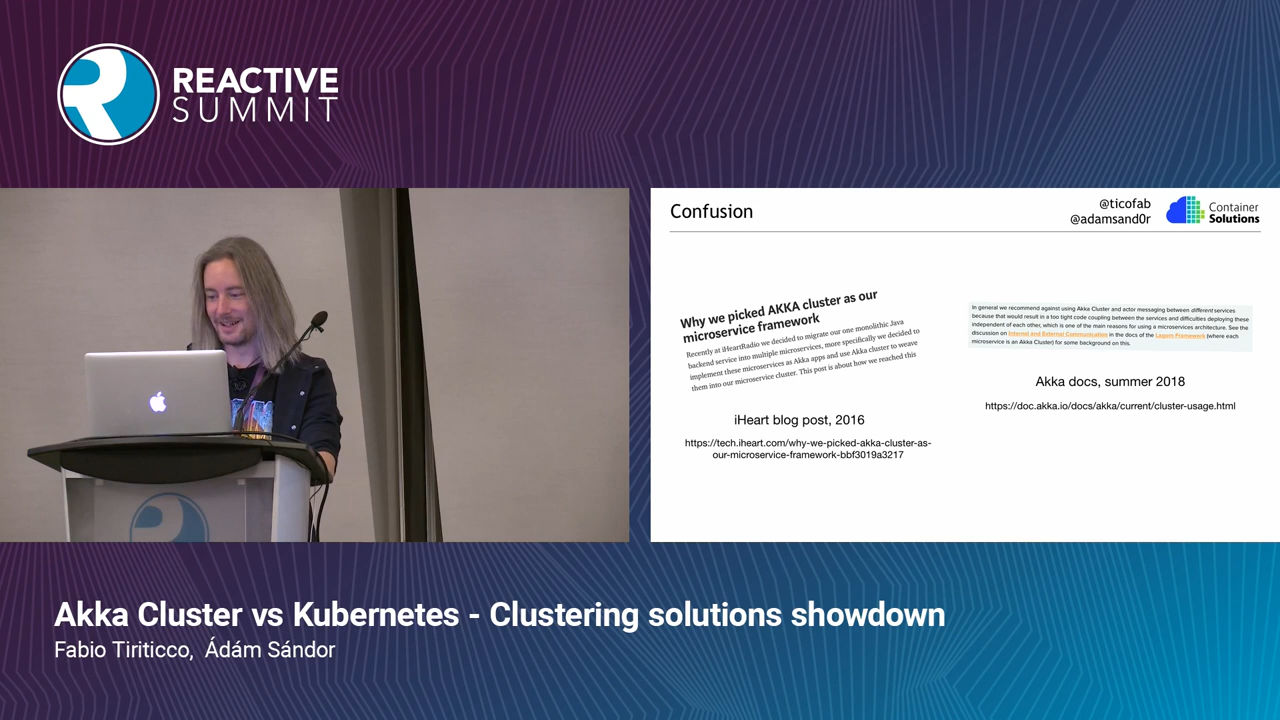 REACTIVE
SUMMIT
Confusion
@ticofab
@adamsand0r
Container
Solutions
Why we picked AKKA cluster as our
microservice framework
Recently at iHeartRadio we decided to migrate our one monolithic Java
backend service into multiple microservices, more specifically we decided to
implement these microservices as Akka apps and use Akka cluster to weave
them into our microservice cluster. This post is about how we reached this
iHeart blog post, 2016
https://tech.iheart.com/why-we-picked-akka-cluster-as-
our-microservice-framework-bbf3019a3217
In general we recommend against using Akka Cluster and actor messaging between different services
because that would result in a too tight code coupling between the services and difficulties deploying these
independent of each other, which is one of the main reasons for using a microservices architecture. See the
discussion on Internal and External Communication in the docs of the Lagom Framework (where each
microservice is an Akka Cluster) for some background on this.
Akka docs, summer 2018
https://doc.akka.io/docs/akka/current/cluster-usage.html
Akka Cluster vs Kubernetes - Clustering solutions showdown
Fabio Tiriticco, Ádám Sándor